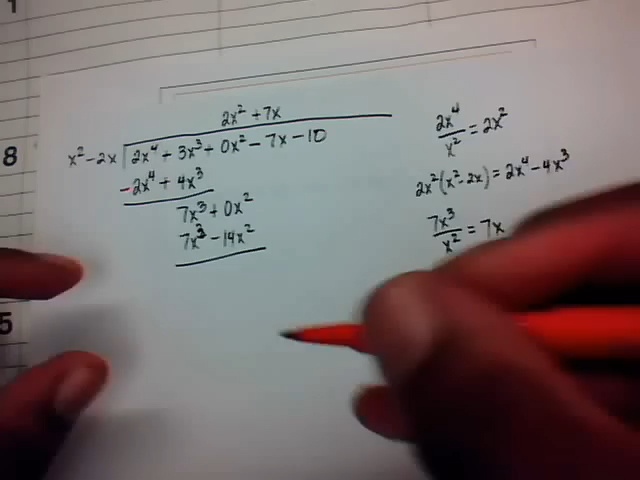 1
8
5
2x² + 7x
x² - 2x 2x⁴ + 3x³ + 0x² - 7x - 10
- 2x⁴ + 4x³
7x³ + 0x²
7x³ - 14x²
2x⁴/x² = 2x²
2x²(x² - 2x) = 2x⁴ - 4x³
7x³/x² = 7x